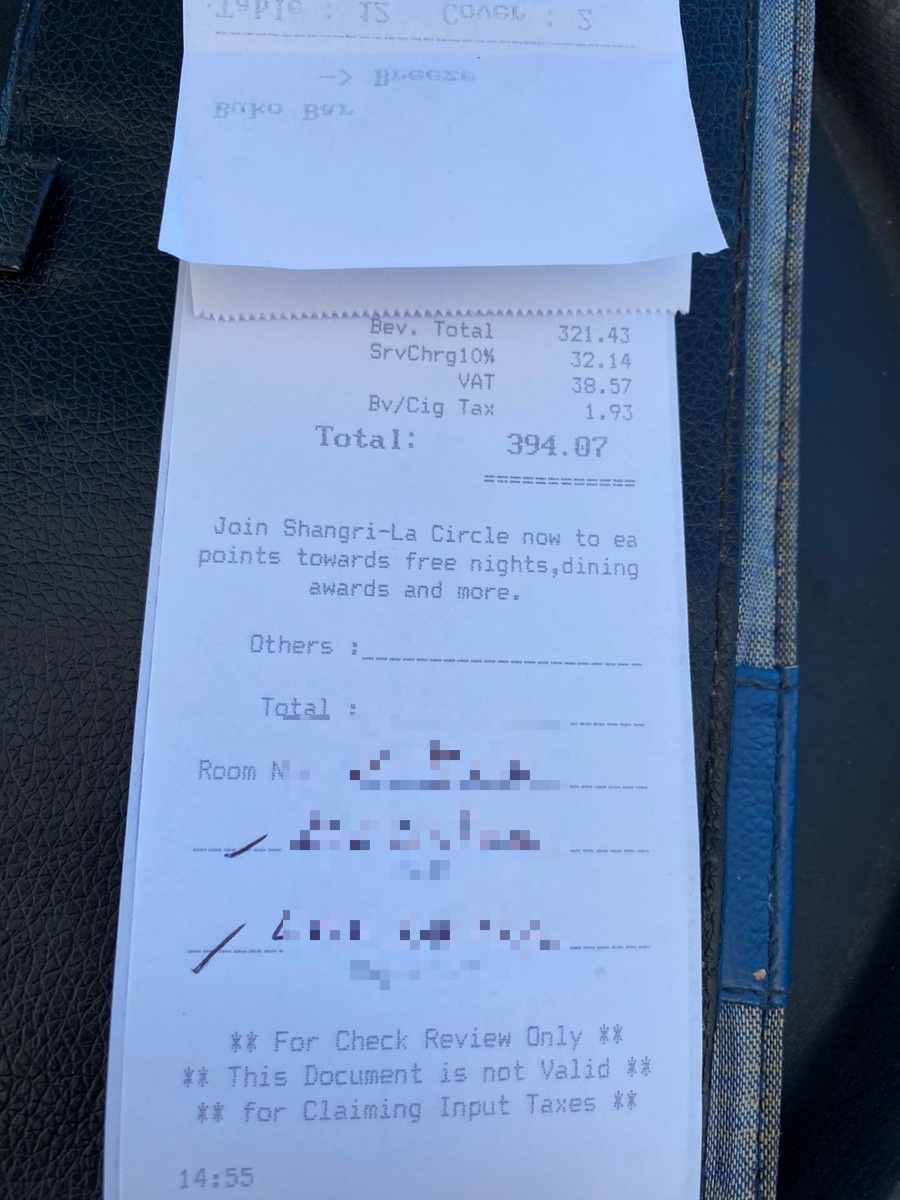 Table : 12 Cover : 2
-> Breeze
Buko Bar
Bev. Total 321.43
SrvChrg10% 32.14
VAT 38.57
Bv/Cig Tax 1.93
Total: 394.07
============
Join Shangri-La Circle now to ea
points towards free nights,dining
awards and more.
Others :
Total :
Room N
** For Check Review Only **
** This Document is not Valid **
** for Claiming Input Taxes **
14:55